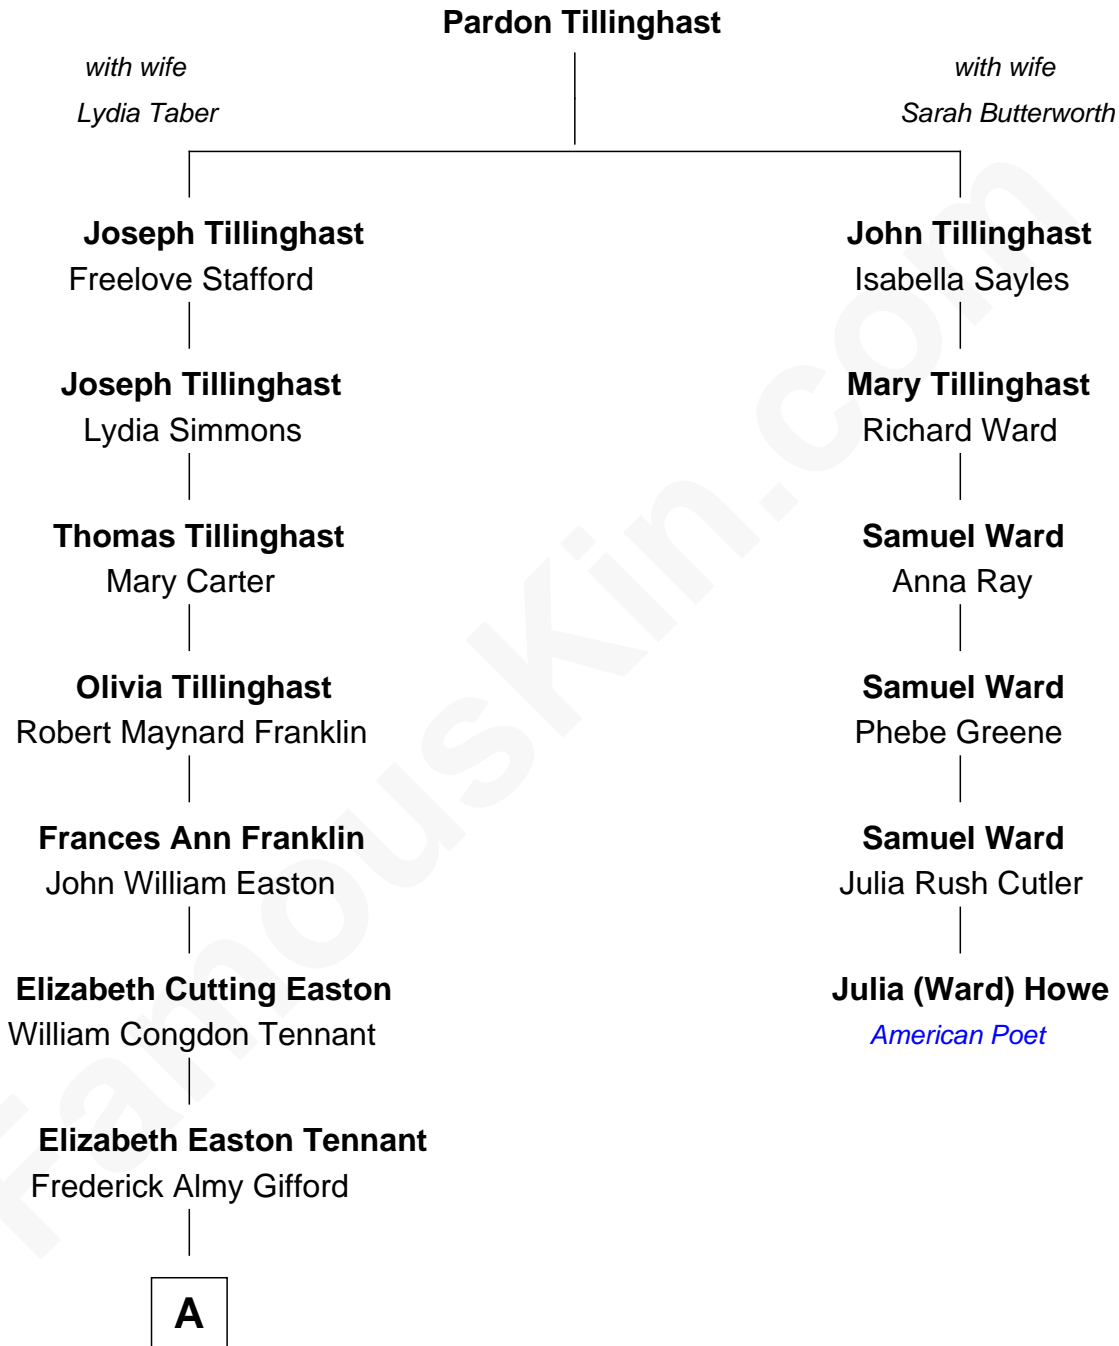 Pardon Tillinghast
with wife
Lydia Taber
with wife
Sarah Butterworth
Joseph Tillinghast
Freelove Stafford
John Tillinghast
Isabella Sayles
Joseph Tillinghast
Lydia Simmons
Mary Tillinghast
Richard Ward
Thomas Tillinghast
Mary Carter
Samuel Ward
Anna Ray
Olivia Tillinghast
Robert Maynard Franklin
Samuel Ward
Phebe Greene
Frances Ann Franklin
John William Easton
Samuel Ward
Julia Rush Cutler
Elizabeth Cutting Easton
William Congdon Tennant
Julia (Ward) Howe
American Poet
Elizabeth Easton Tennant
Frederick Almy Gifford
A
FamousKin.com